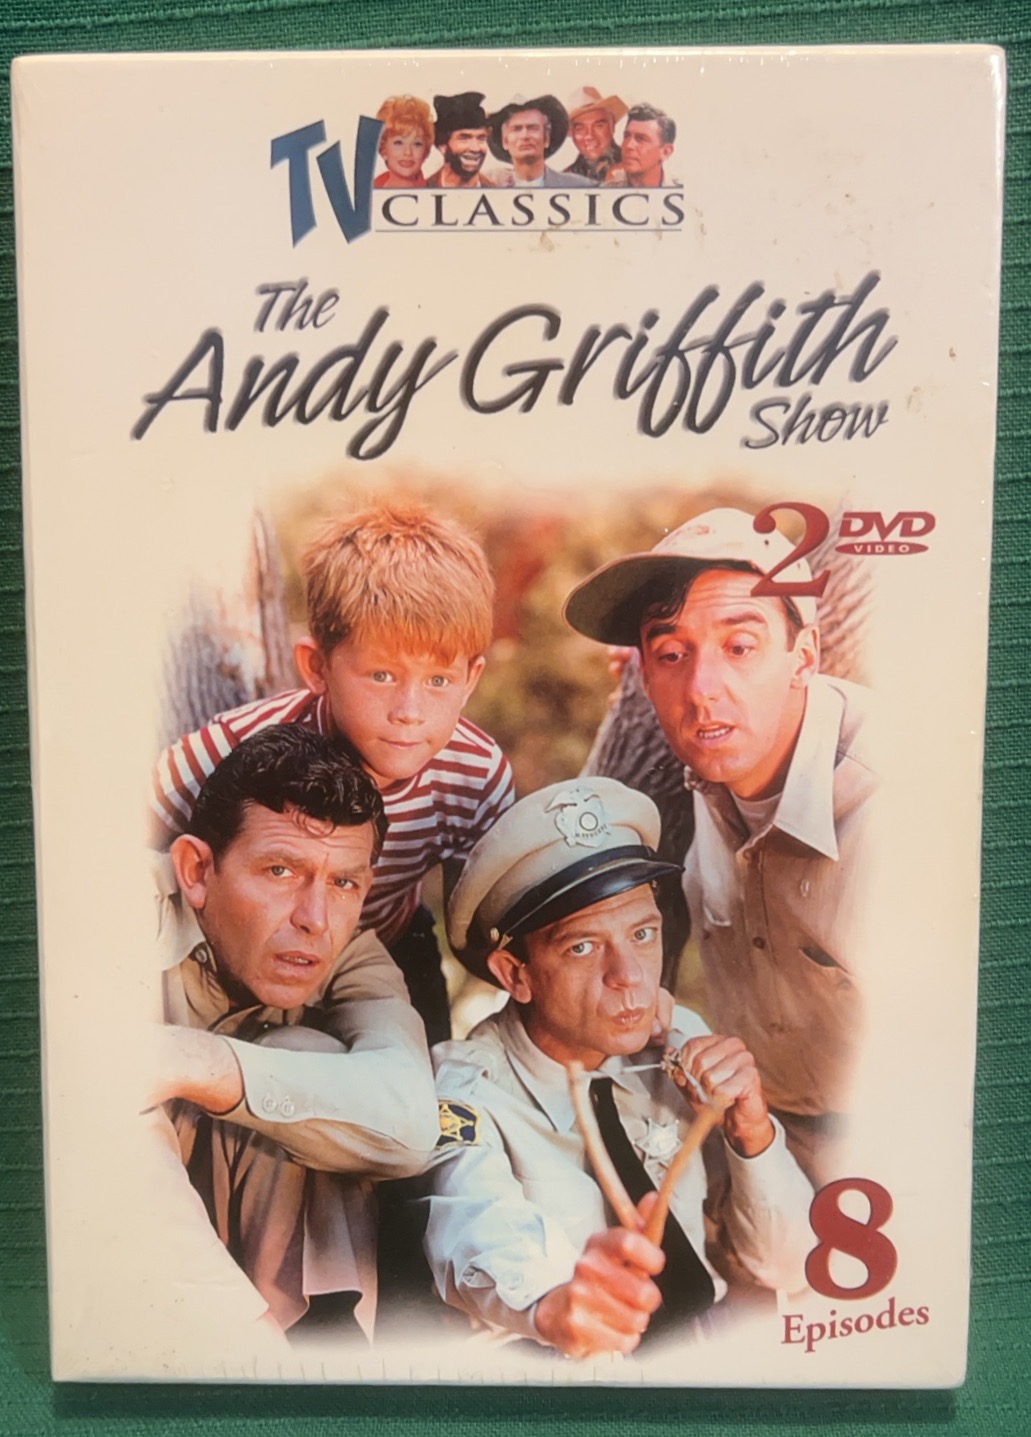 TV CLASSICS
The
Andy Griffith
Show
2 DVD
VIDEO
8
Episodes